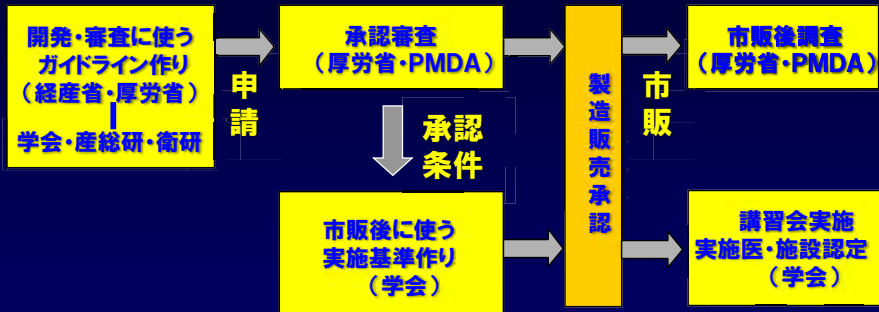 開発・審査に使う
ガイドライン作り
（経産省・厚労省）
学会・産総研・衛研
申請
承認審査
（厚労省・PMDA）
承認
条件
市販後に使う
実施基準作り
（学会）
製造販売承認
市販
市販後調査
（厚労省・PMDA）
講習会実施
実施医・施設認定
（学会）